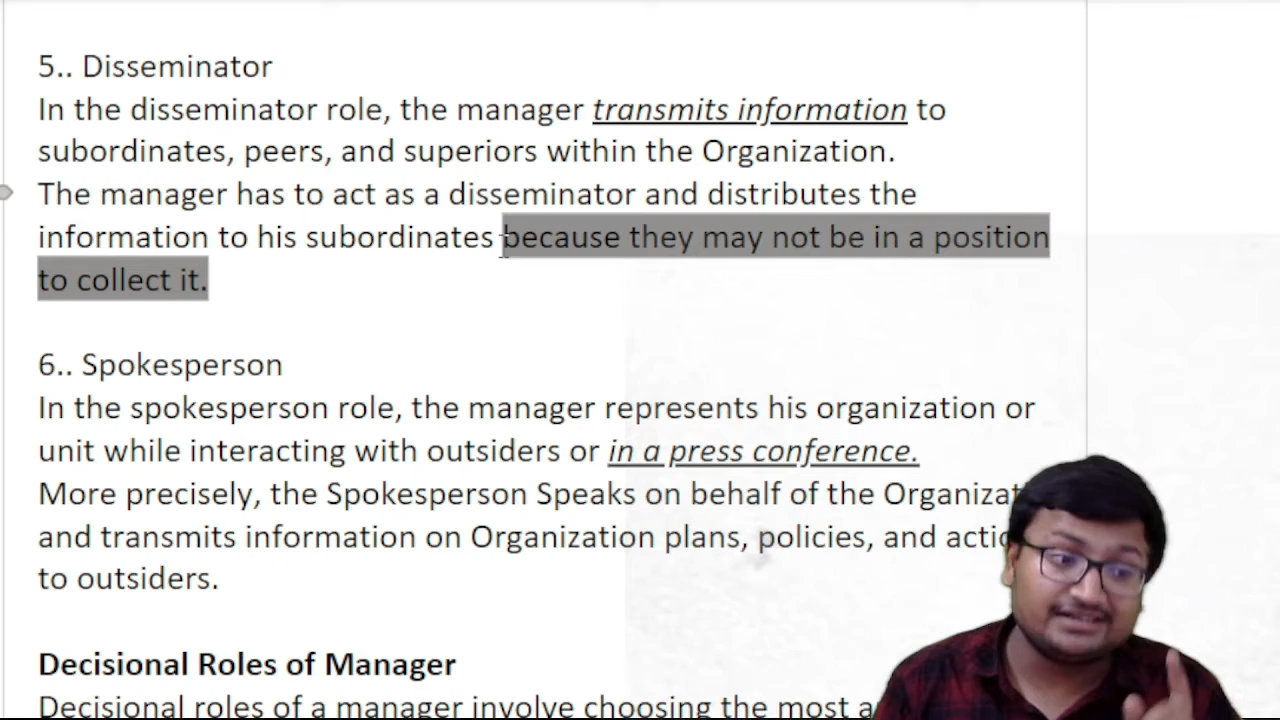 5.. Disseminator
In the disseminator role, the manager transmits information to
subordinates, peers, and superiors within the Organization.
The manager has to act as a disseminator and distributes the
information to his subordinates because they may not be in a position
to collect it.
6.. Spokesperson
In the spokesperson role, the manager represents his organization or
unit while interacting with outsiders or in a press conference.
More precisely, the Spokesperson Speaks on behalf of the
and transmits information on Organization plans, policies, and
to outsiders.
Decisional Roles of Manager
Decisional roles of a manager involve choosing the most